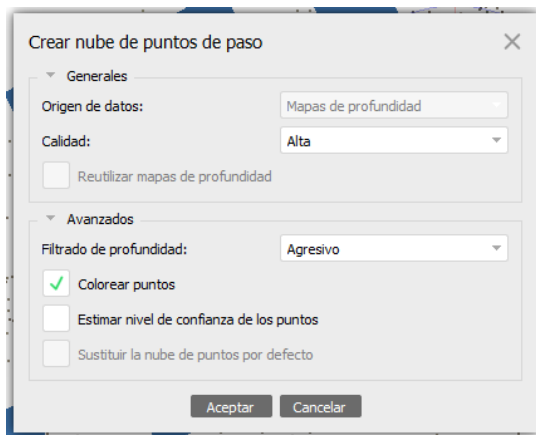 Crear nube de puntos de paso
Generales
Origen de datos: Mapas de profundidad
Calidad: Alta
Reutilizar mapas de profundidad
Avanzados
Filtrado de profundidad: Agresivo
Colorear puntos
Estimar nivel de confianza de los puntos
Sustituir la nube de puntos por defecto
Aceptar Cancelar